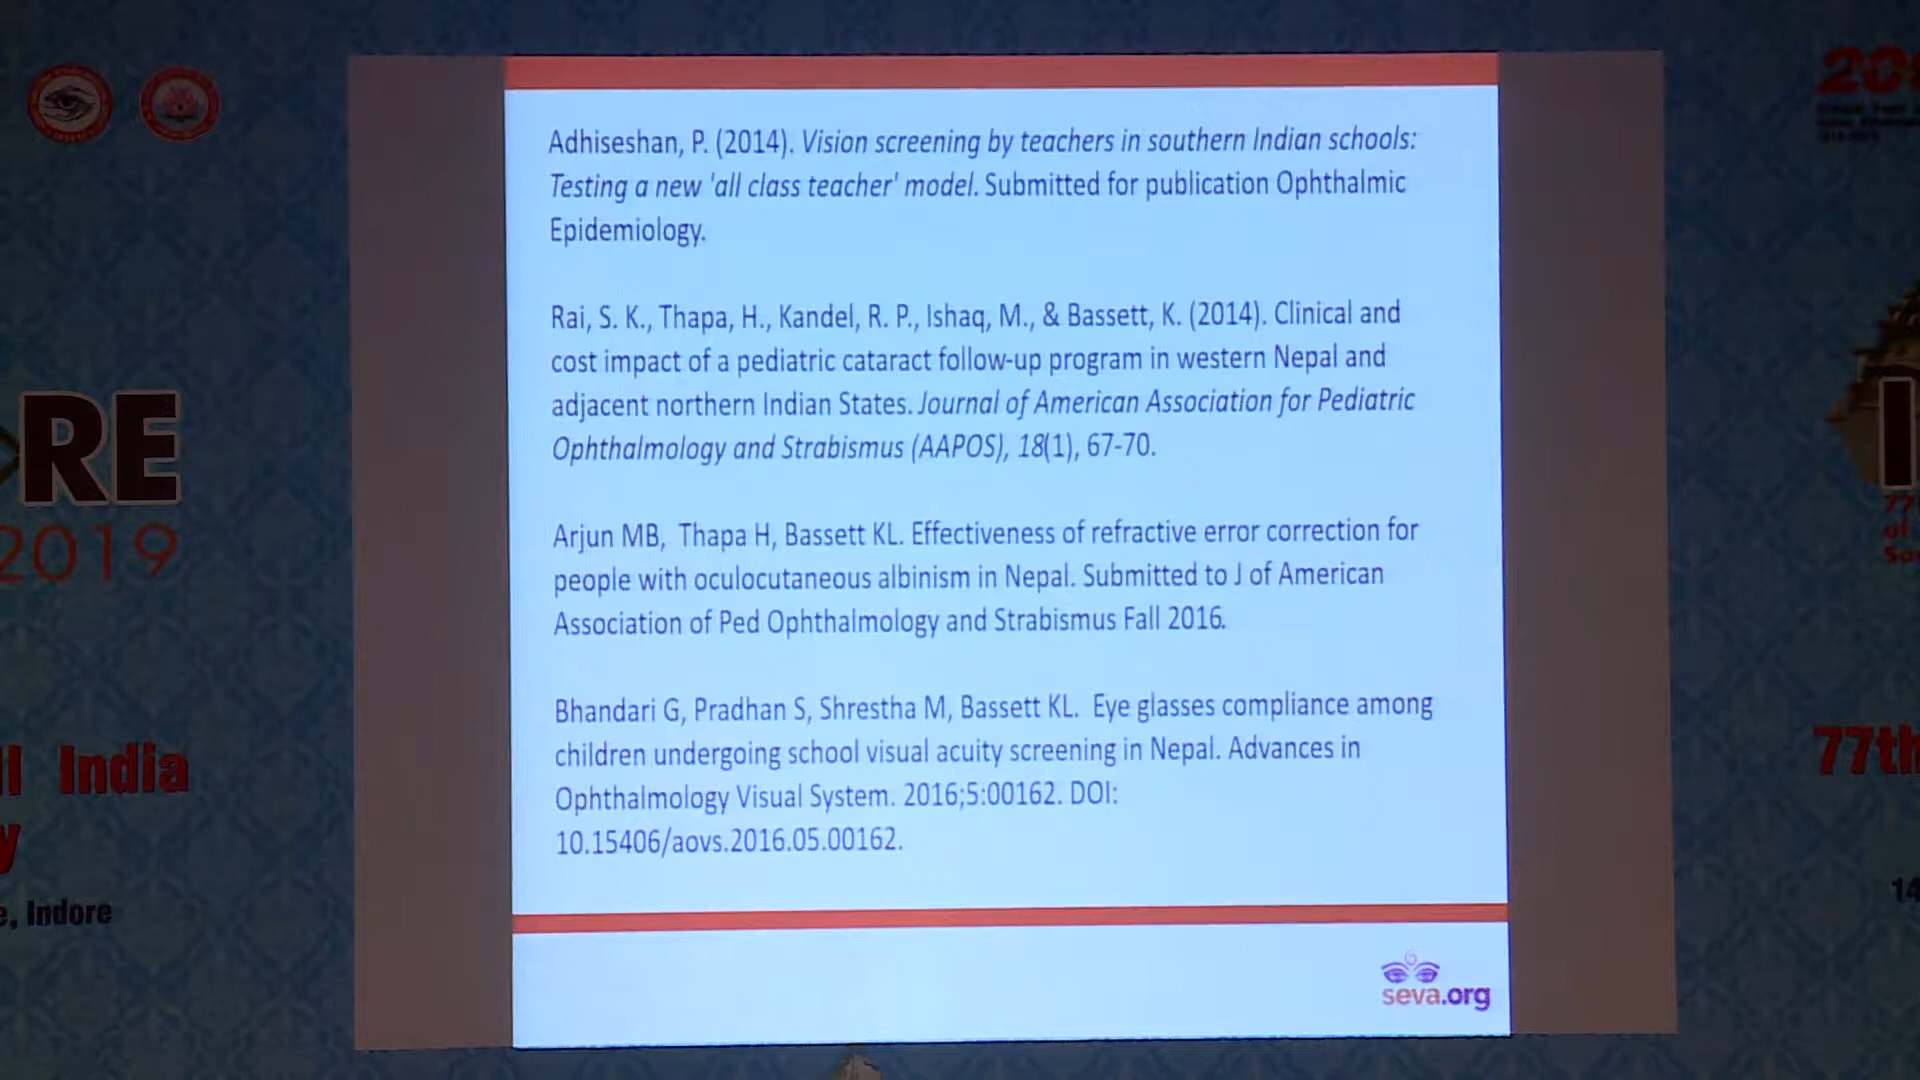 Adhiseshan, P. (2014). Vision screening by teachers in southern Indian schools:
Testing a new 'all class teacher' model. Submitted for publication Ophthalmic
Epidemiology.
Rai, S. K., Thapa, H., Kandel, R. P., Ishaq, M., & Bassett, K. (2014). Clinical and
cost impact of a pediatric cataract follow-up program in western Nepal and
adjacent northern Indian States. Journal of American Association for Pediatric
Ophthalmology and Strabismus (AAPOS), 18(1), 67-70.
Arjun MB, Thapa H, Bassett KL. Effectiveness of refractive error correction for
people with oculocutaneous albinism in Nepal. Submitted to J of American
Association of Ped Ophthalmology and Strabismus Fall 2016.
Bhandari G, Pradhan S, Shrestha M, Bassett KL. Eye glasses compliance among
children undergoing school visual acuity screening in Nepal. Advances in
Ophthalmology Visual System. 2016;5:00162. DOI:
10.15406/aovs.2016.05.00162.
seva.org
RE
2019
ll India
y
e, Indore
20
I
77
of
So
77th
14